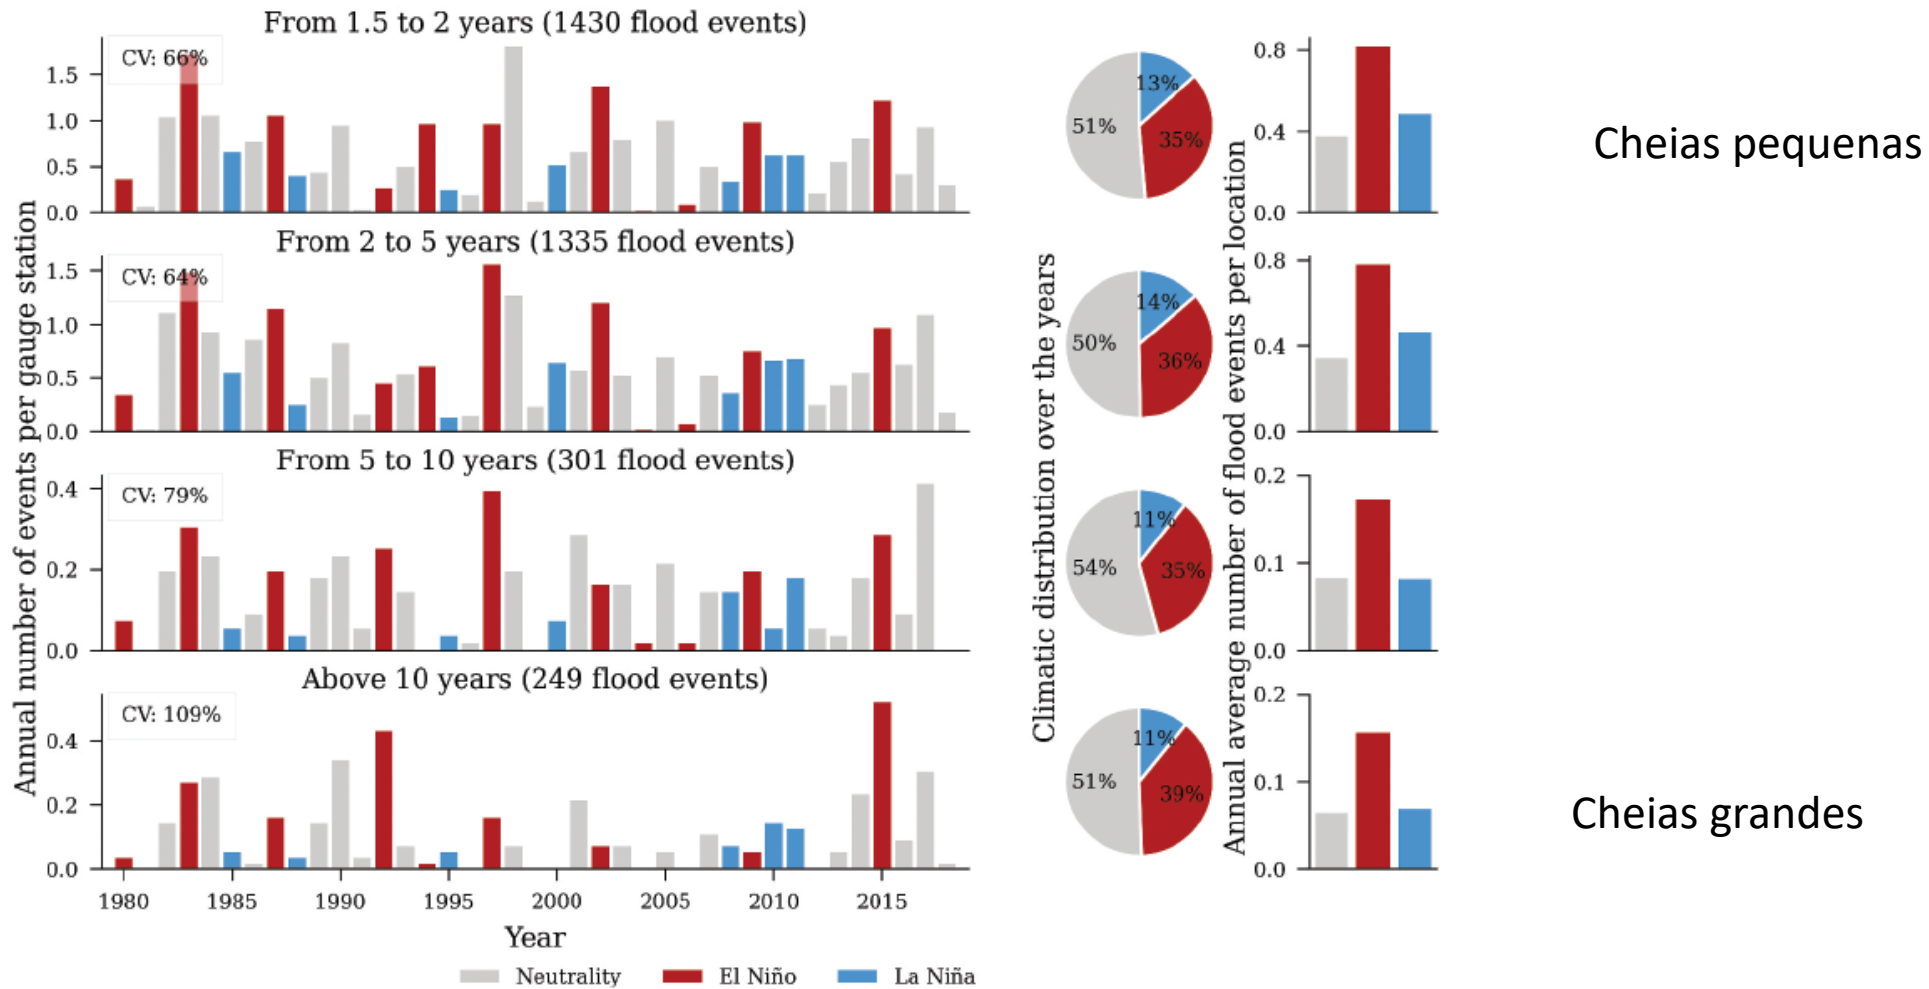 From 1.5 to 2 years (1430 flood events)
CV: 66%
1.5
1.0
0.5
0.0
From 2 to 5 years (1335 flood events)
CV: 64%
1.5
1.0
0.5
0.0
From 5 to 10 years (301 flood events)
CV: 79%
0.4
0.2
0.0
Above 10 years (249 flood events)
CV: 109%
0.4
0.2
0.0
1980 1985 1990 1995 2000 2005 2010 2015
Year
Annual number of events per gauge station
Neutrality El Niño La Niña
Climatic distribution over the years
13%
51%
35%
14%
50%
36%
11%
54%
35%
11%
51%
39%
Annual average number of flood events per location
0.8
0.4
0.0
0.8
0.4
0.0
0.2
0.1
0.0
0.2
0.1
0.0
Cheias pequenas
Cheias grandes